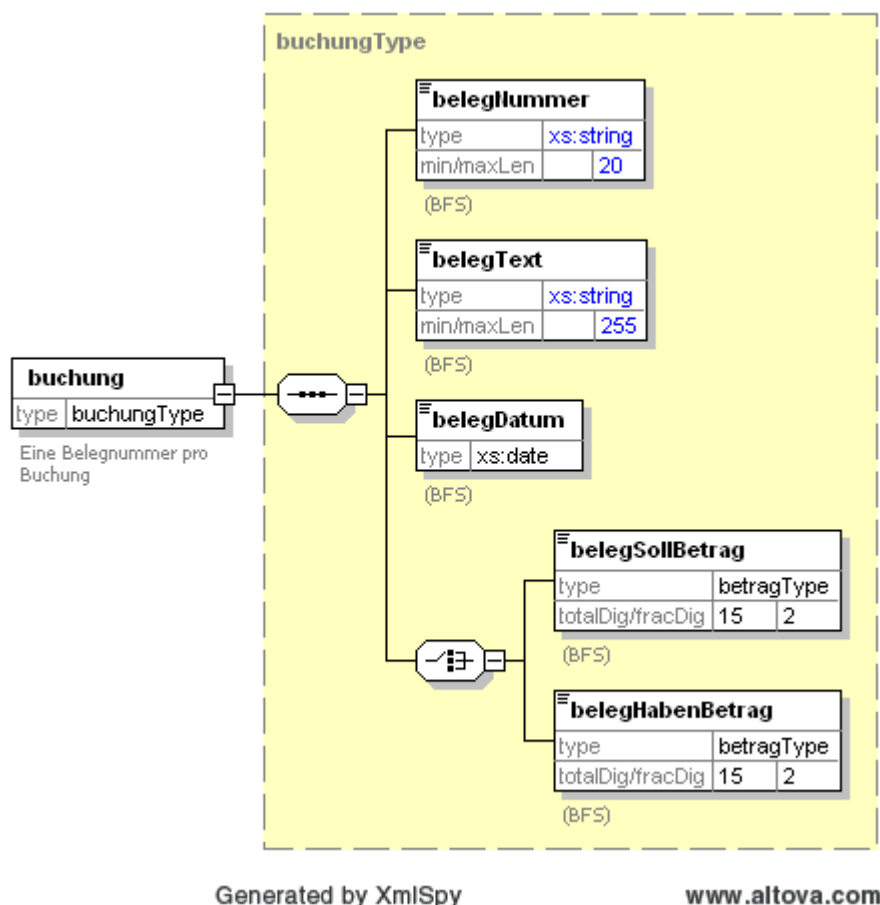 buchungType
belegNummer
type xs:string
min/maxLen 20
(BFS)
belegText
type xs:string
min/maxLen 255
(BFS)
buchung
type buchungType
Eine Belegnummer pro
Buchung
belegDatum
type xs:date
(BFS)
belegSollBetrag
type betragType
totalDig/fracDig 15 2
(BFS)
belegHabenBetrag
type betragType
totalDig/fracDig 15 2
(BFS)
Generated by XmlSpy www.altova.com